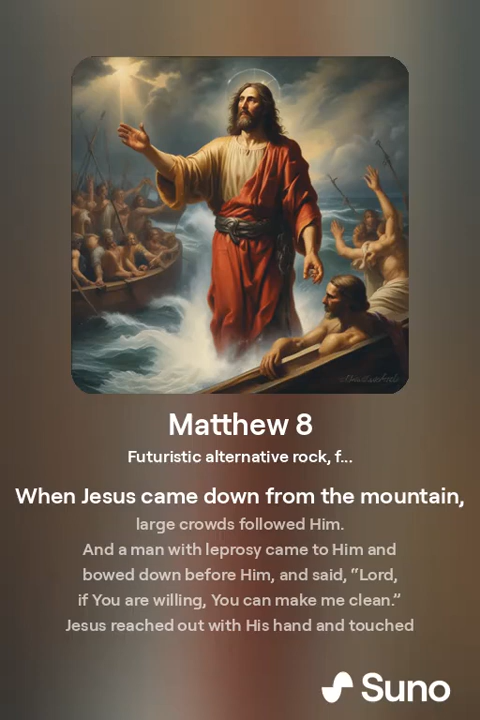 Matthew 8
Futuristic alternative rock, f...
When Jesus came down from the mountain,
large crowds followed Him.
And a man with leprosy came to Him and
bowed down before Him, and said, “Lord,
if You are willing, You can make me clean.”
Jesus reached out with His hand and touched
Suno